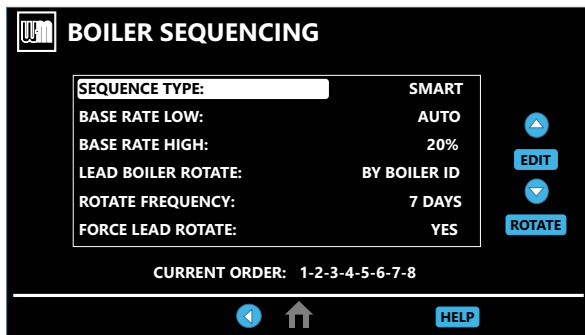 WM BOILER SEQUENCING
SEQUENCE TYPE: SMART
BASE RATE LOW: AUTO
BASE RATE HIGH: 20%
LEAD BOILER ROTATE: BY BOILER ID
ROTATE FREQUENCY: 7 DAYS
FORCE LEAD ROTATE: YES
EDIT
ROTATE
CURRENT ORDER: 1-2-3-4-5-6-7-8
HELP